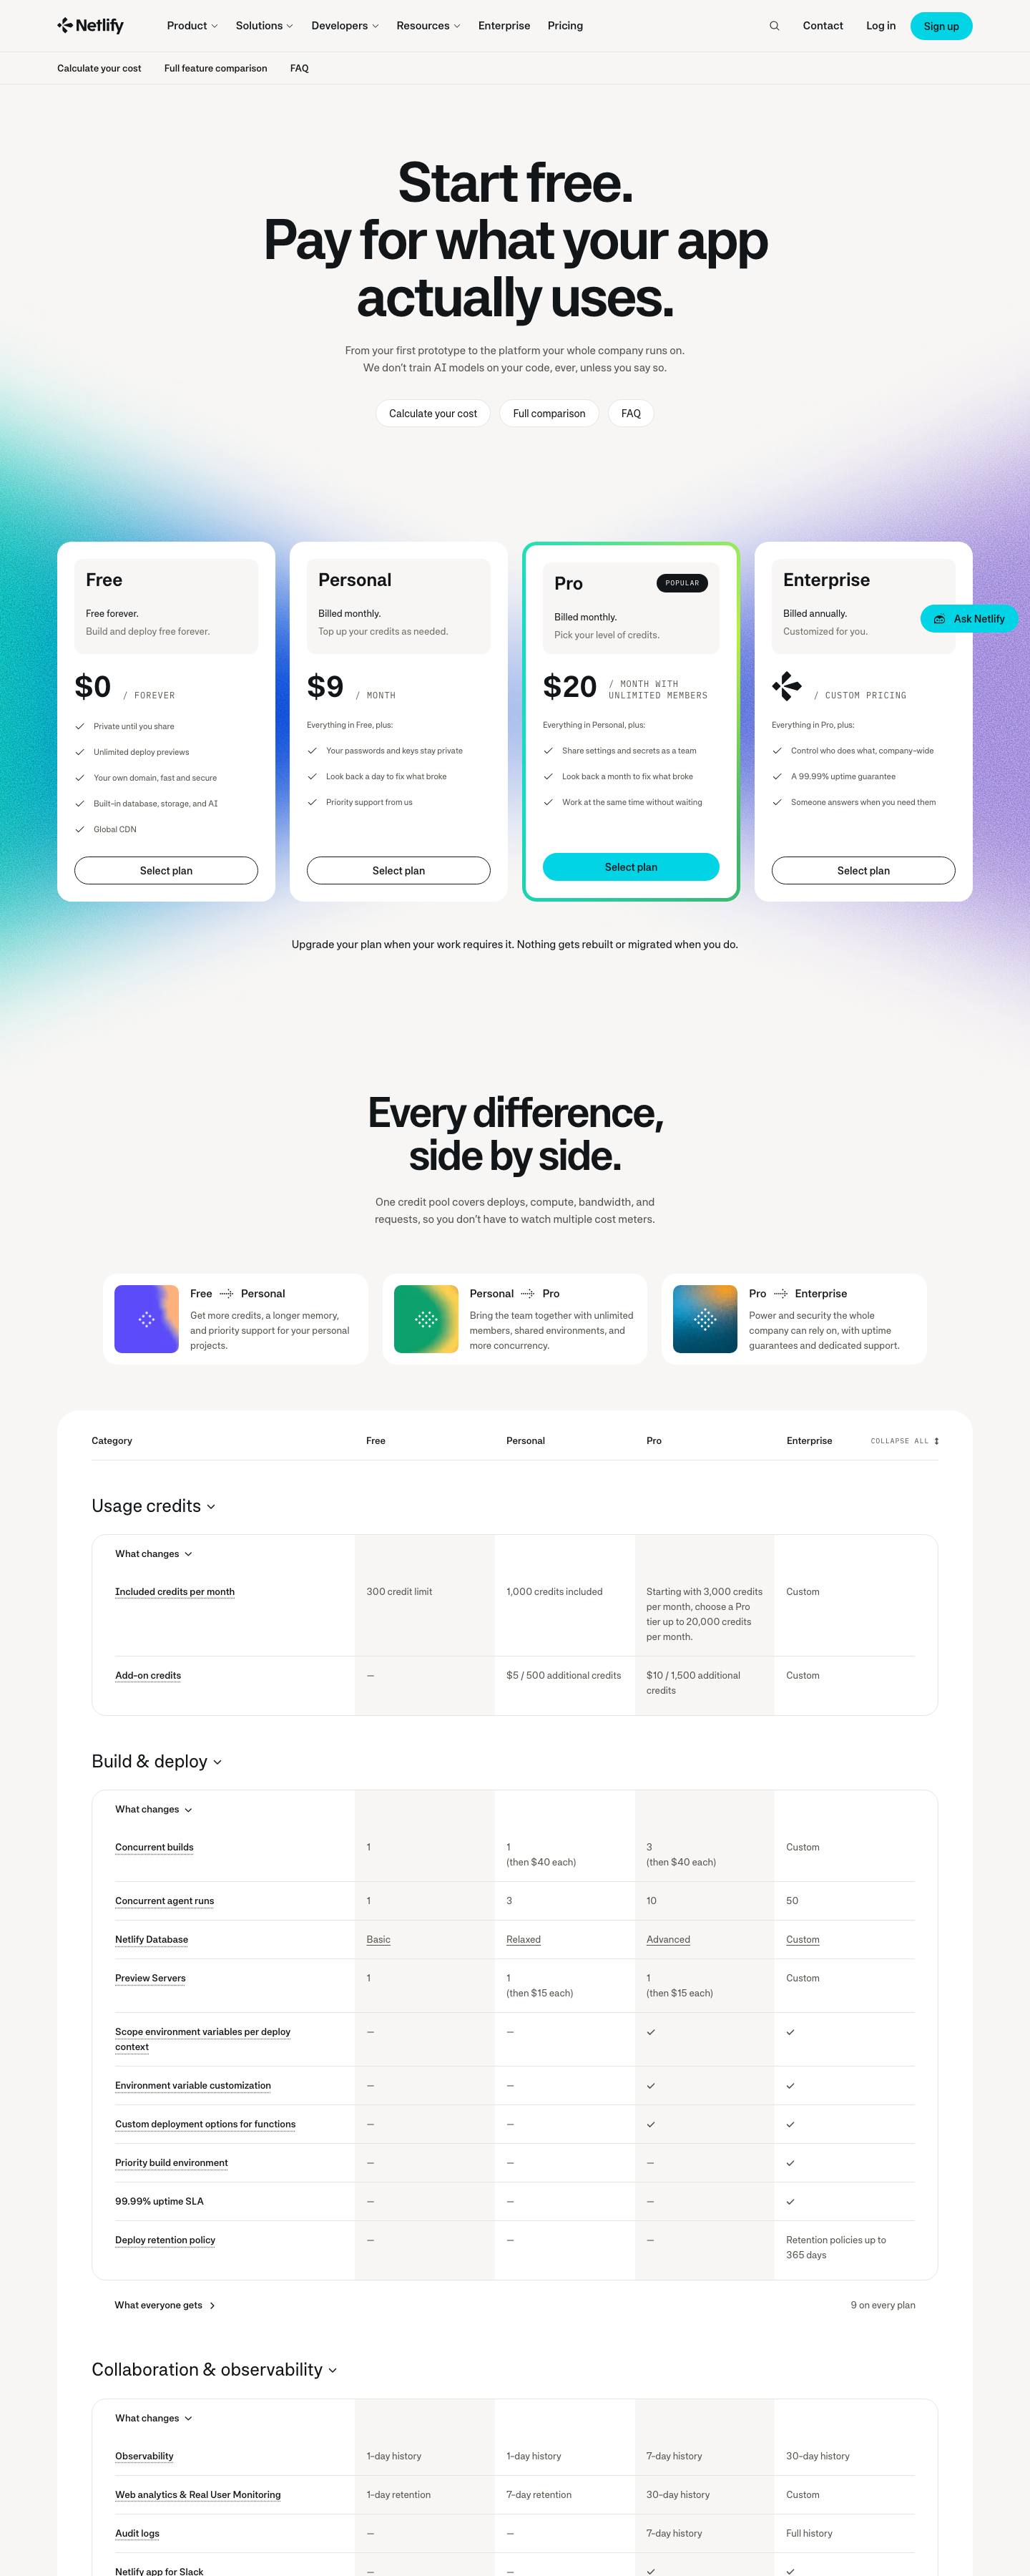 Netlify
Product
Solutions
Developers
Resources
Enterprise
Pricing
Contact
Log in
Sign up
Calculate your cost
Full feature comparison
FAQ
Start free.
Pay for what your app
actually uses.
From your first prototype to the platform your whole company runs on.
We don’t train AI models on your code, ever, unless you say so.
Calculate your cost
Full comparison
FAQ
Free
Free forever.
Build and deploy free forever.
$0 / FOREVER
Private until you share
Unlimited deploy previews
Your own domain, fast and secure
Built-in database, storage, and AI
Global CDN
Select plan
Personal
Billed monthly.
Top up your credits as needed.
$9 / MONTH
Everything in Free, plus:
Your passwords and keys stay private
Look back a day to fix what broke
Priority support from us
Select plan
Pro
POPULAR
Billed monthly.
Pick your level of credits.
$20 / MONTH WITH
UNLIMITED MEMBERS
Everything in Personal, plus:
Share settings and secrets as a team
Look back a month to fix what broke
Work at the same time without waiting
Select plan
Enterprise
Billed annually.
Customized for you.
/ CUSTOM PRICING
Everything in Pro, plus:
Control who does what, company-wide
A 99.99% uptime guarantee
Someone answers when you need them
Select plan
Ask Netlify
Upgrade your plan when your work requires it. Nothing gets rebuilt or migrated when you do.
Every difference,
side by side.
One credit pool covers deploys, compute, bandwidth, and
requests, so you don’t have to watch multiple cost meters.
Free Personal
Get more credits, a longer memory,
and priority support for your personal
projects.
Personal Pro
Bring the team together with unlimited
members, shared environments, and
more concurrency.
Pro Enterprise
Power and security the whole
company can rely on, with uptime
guarantees and dedicated support.
Category Free Personal Pro Enterprise COLLAPSE ALL
Usage credits
What changes
Included credits per month
300 credit limit
1,000 credits included
Starting with 3,000 credits
per month, choose a Pro
tier up to 20,000 credits
per month.
Custom
Add-on credits
—
$5 / 500 additional credits
$10 / 1,500 additional
credits
Custom
Build & deploy
What changes
Concurrent builds
1
1
(then $40 each)
3
(then $40 each)
Custom
Concurrent agent runs 1 3 10 50
Netlify Database Basic Relaxed Advanced Custom
Preview Servers
1
1
(then $15 each)
1
(then $15 each)
Custom
Scope environment variables per deploy
context
— — ✓ ✓
Environment variable customization — — ✓ ✓
Custom deployment options for functions — — ✓ ✓
Priority build environment — — — ✓
99.99% uptime SLA — — — ✓
Deploy retention policy — — — Retention policies up to
365 days
What everyone gets 9 on every plan
Collaboration & observability
What changes
Observability 1-day history 1-day history 7-day history 30-day history
Web analytics & Real User Monitoring 1-day retention 7-day retention 30-day history Custom
Audit logs — — 7-day history Full history
Netlify app for Slack — — ✓ ✓